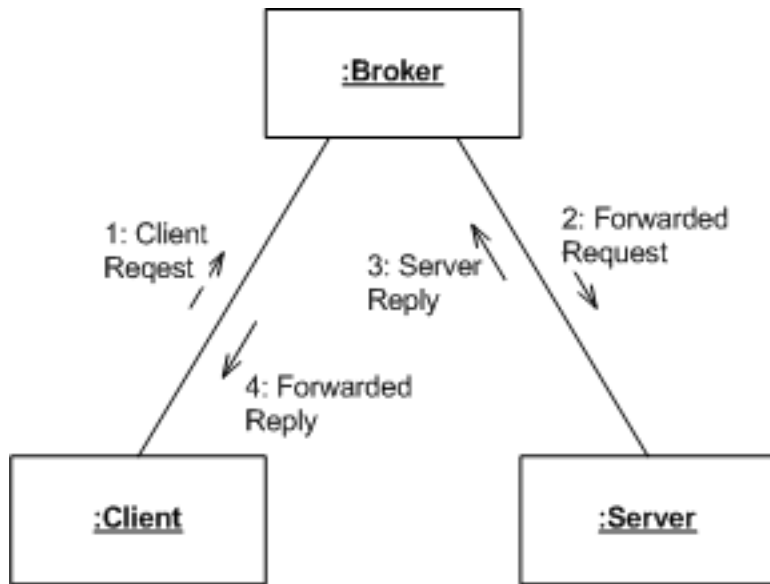 :Broker
1: Client
Reqest
2: Forwarded
Request
3: Server
Reply
4: Forwarded
Reply
:Client
:Server